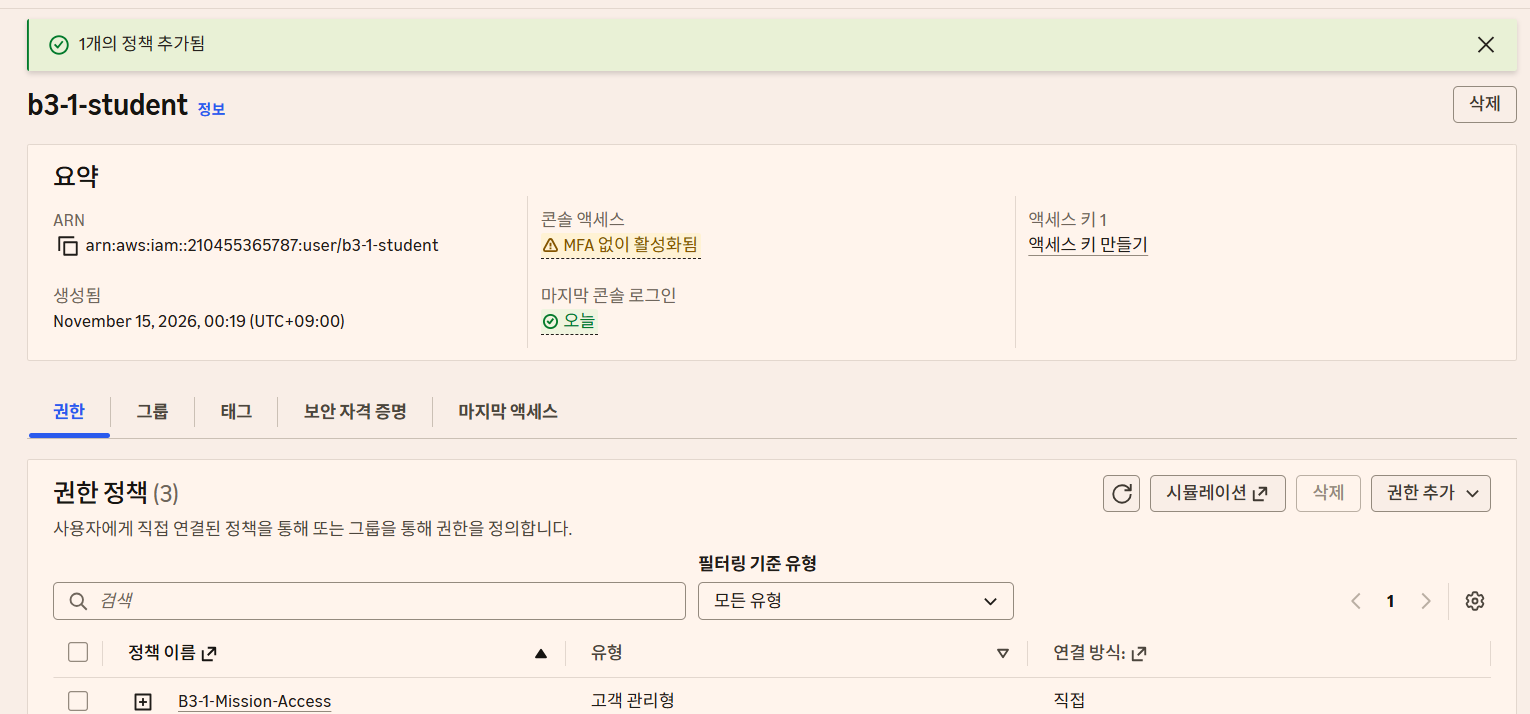 1개의 정책 추가됨
b3-1-student 정보
삭제
요약
ARN
arn:aws:iam::210455365787:user/b3-1-student
생성됨
November 15, 2026, 00:19 (UTC+09:00)
콘솔 액세스
MFA 없이 활성화됨
마지막 콘솔 로그인
오늘
액세스 키 1
액세스 키 만들기
권한 그룹 태그 보안 자격 증명 마지막 액세스
권한 정책 (3)
시뮬레이션 삭제 권한 추가
사용자에게 직접 연결된 정책을 통해 또는 그룹을 통해 권한을 정의합니다.
필터링 기준 유형
검색 모든 유형 1
정책 이름 유형 연결 방식:
B3-1-Mission-Access 고객 관리형 직접